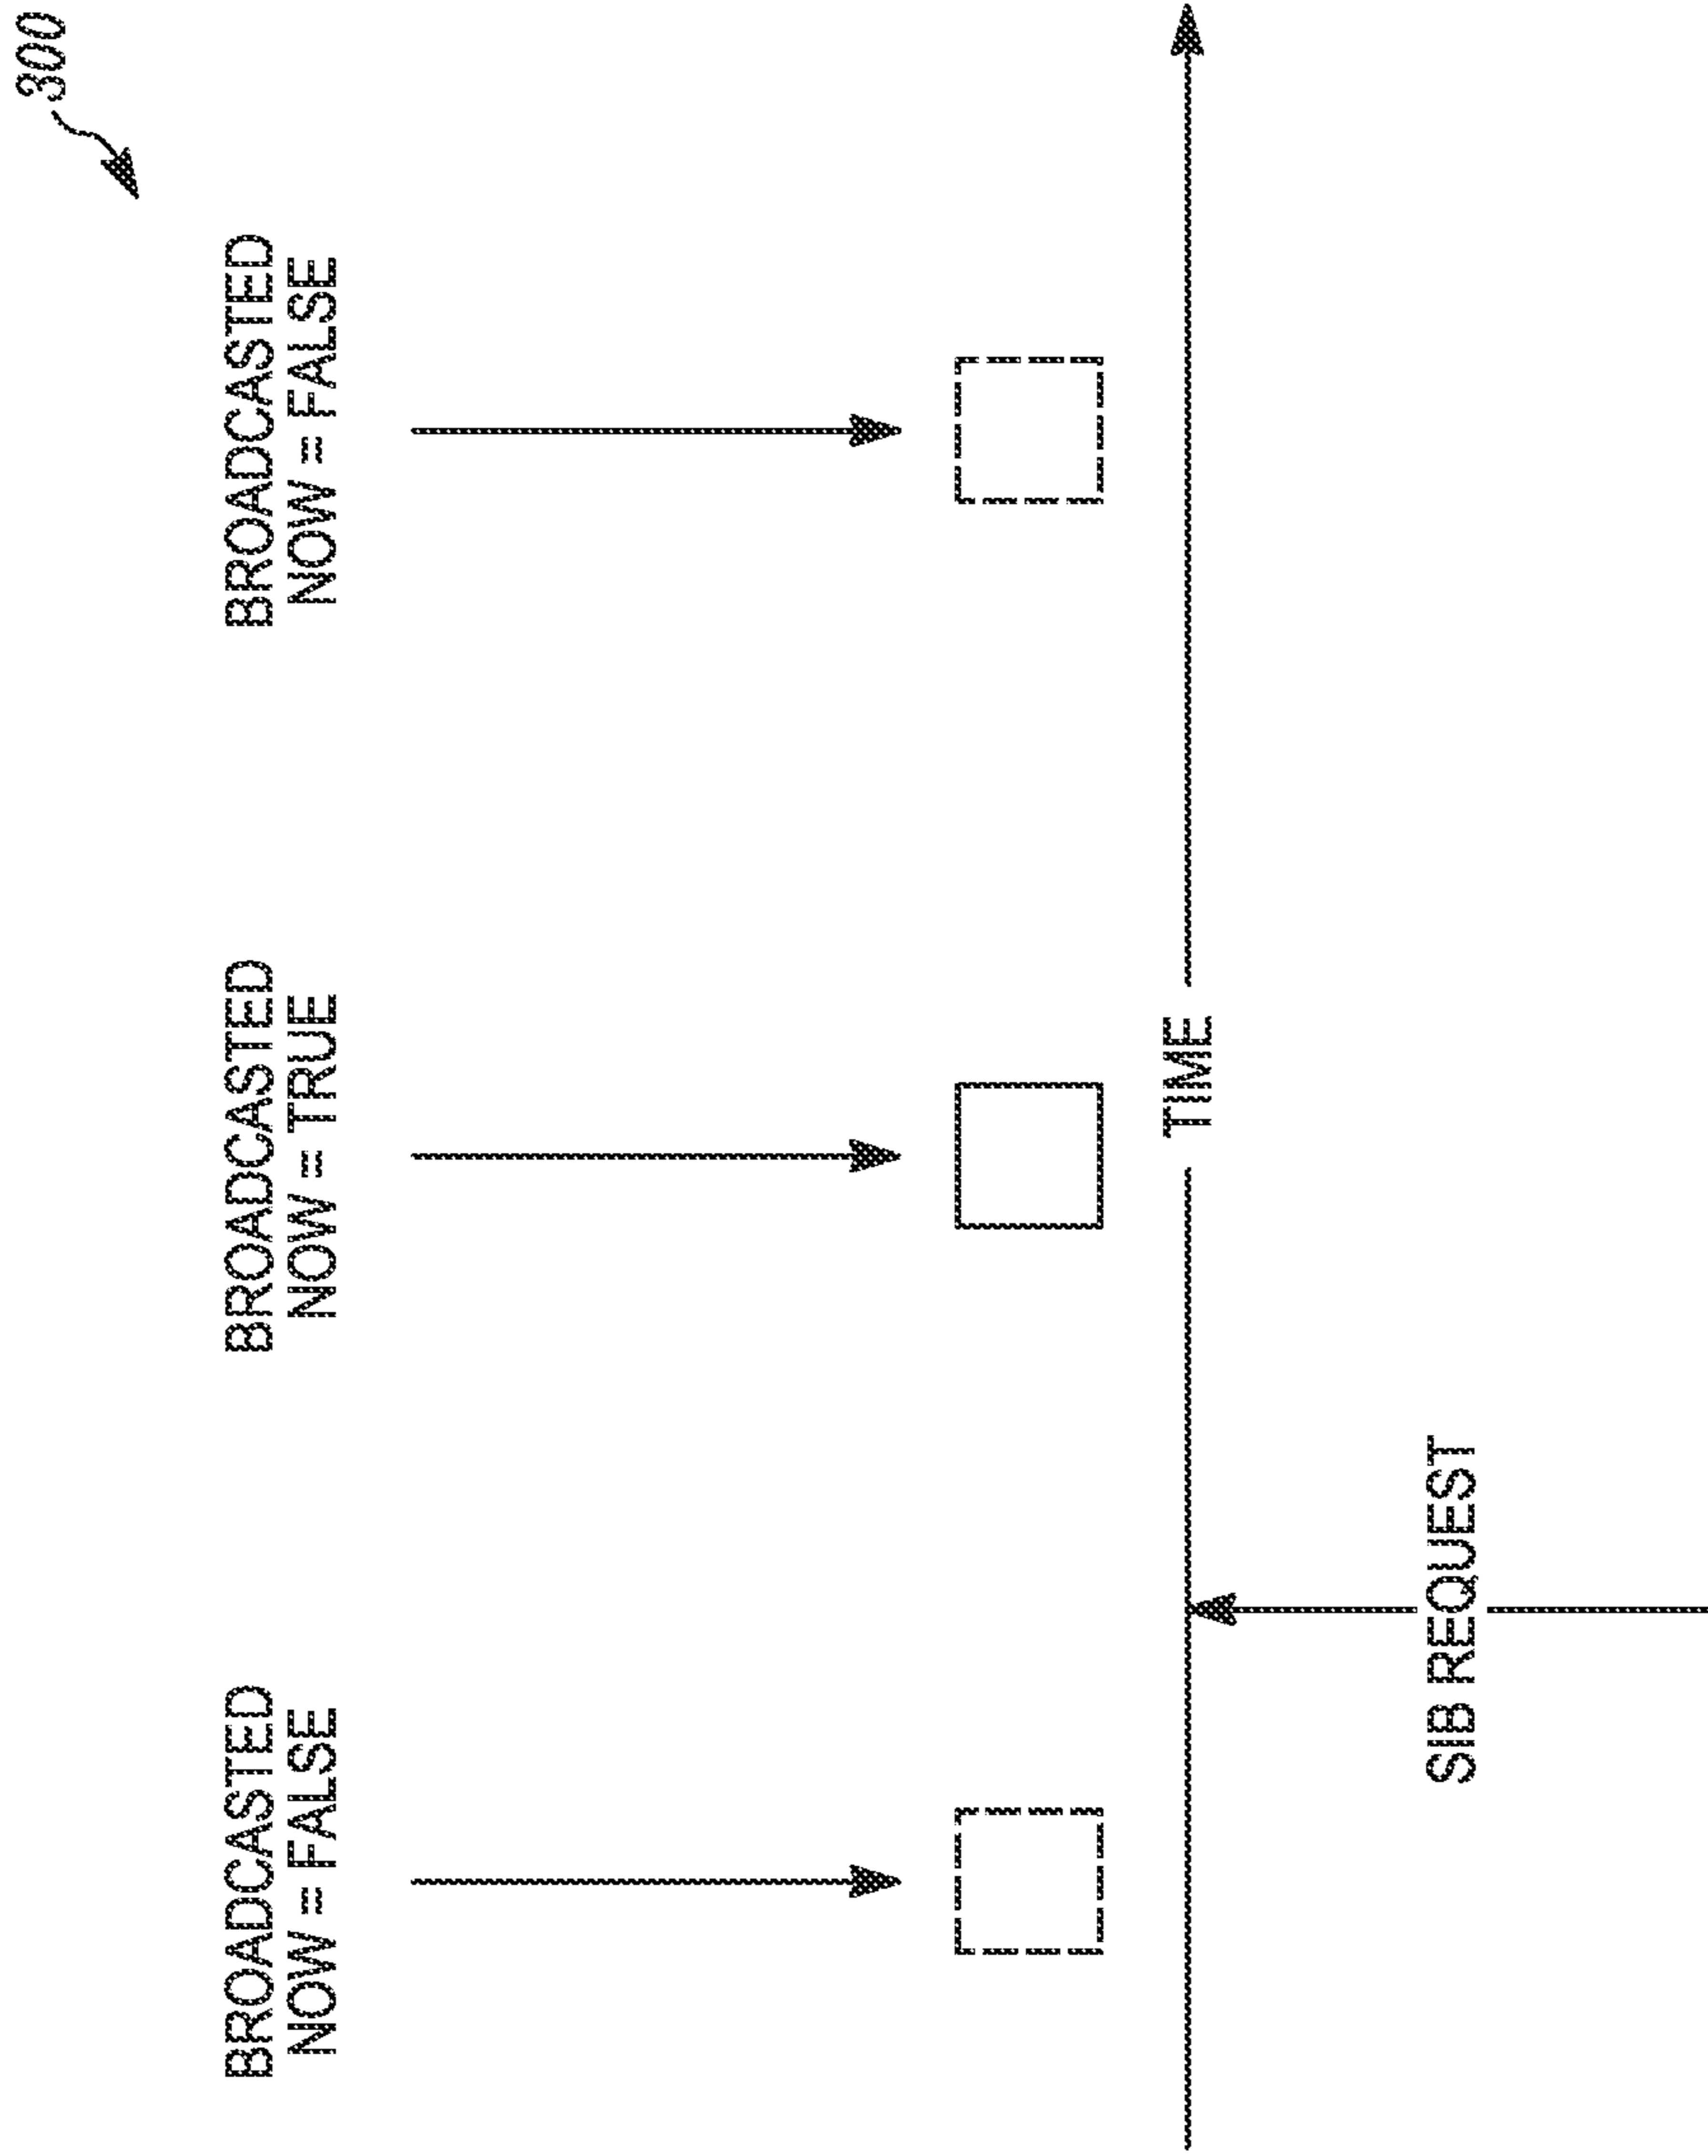 300
BROADCASTED
NOW = FALSE
BROADCASTED
NOW = TRUE
BROADCASTED
NOW = FALSE
TIME
SIB REQUEST